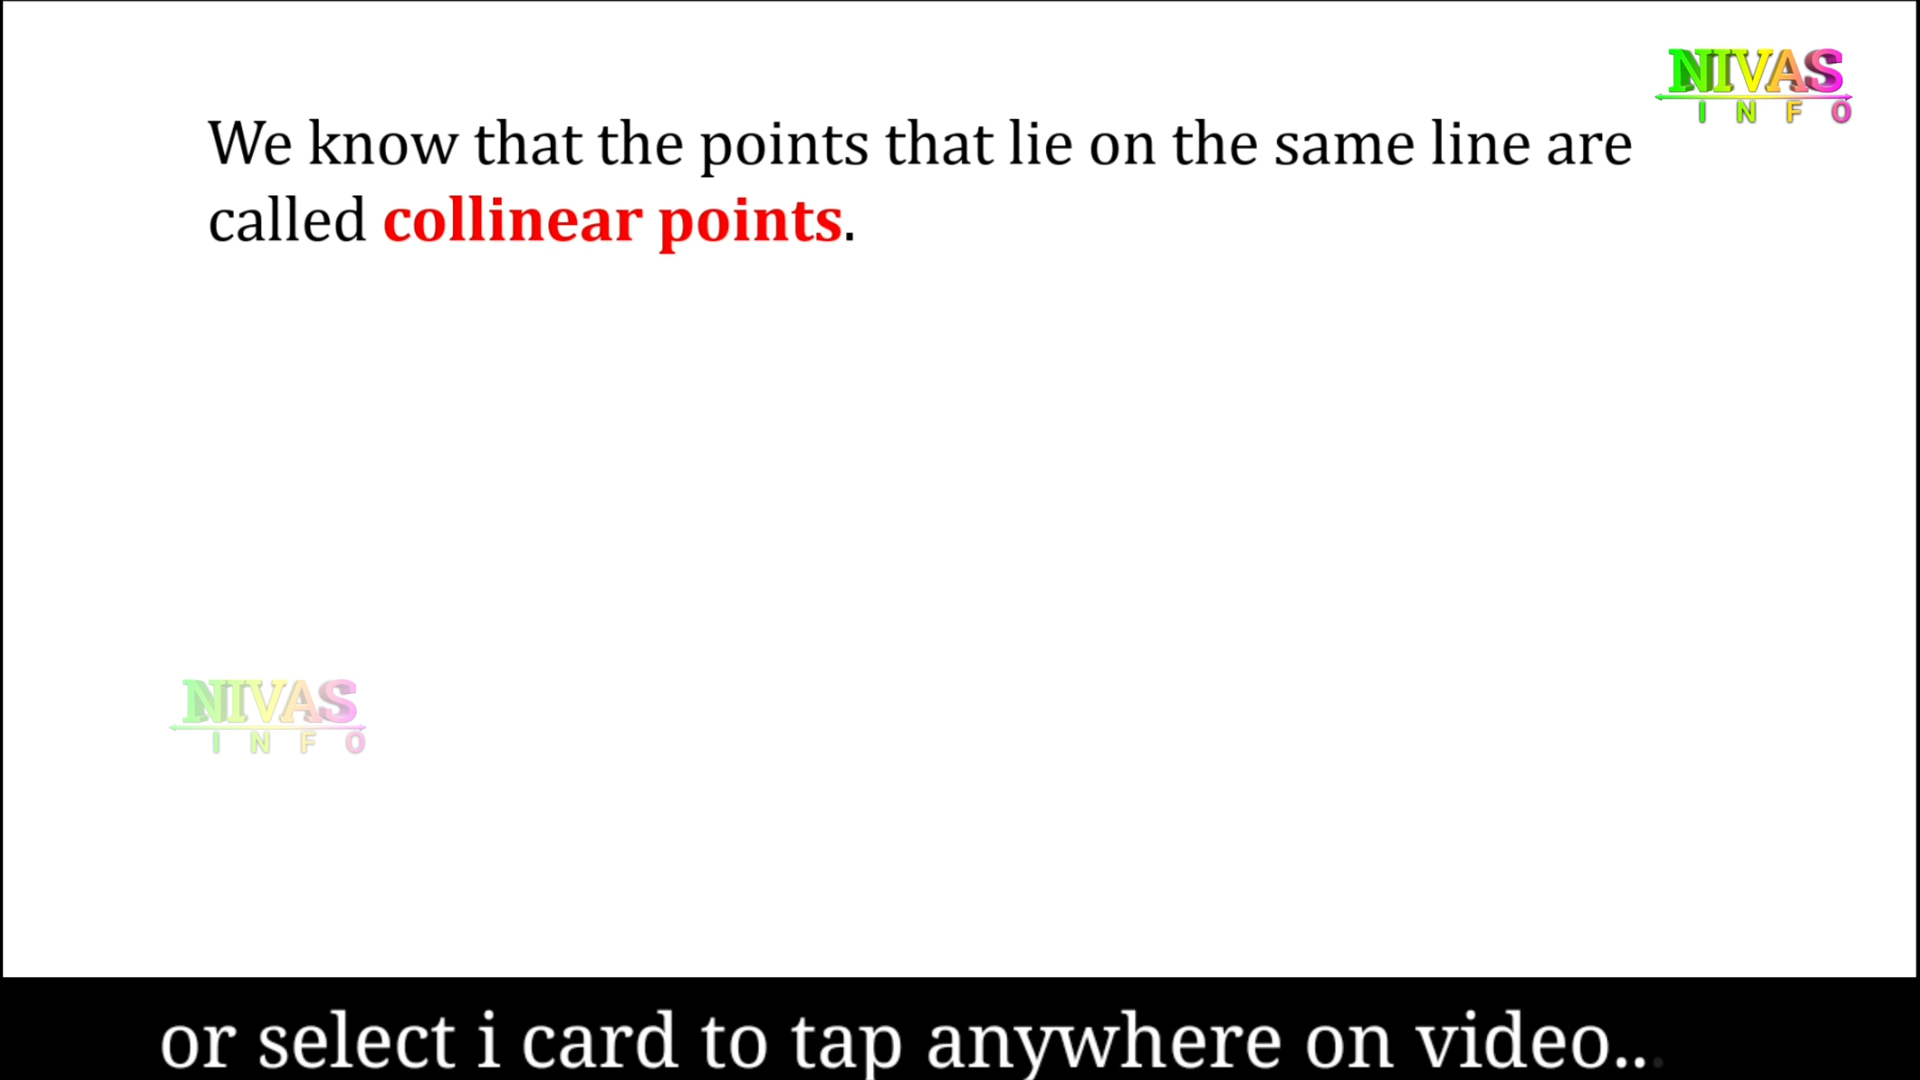 NIVAS
INFO
We know that the points that lie on the same line are
called collinear points.
NIVAS
INFO
or select i card to tap anywhere on video...